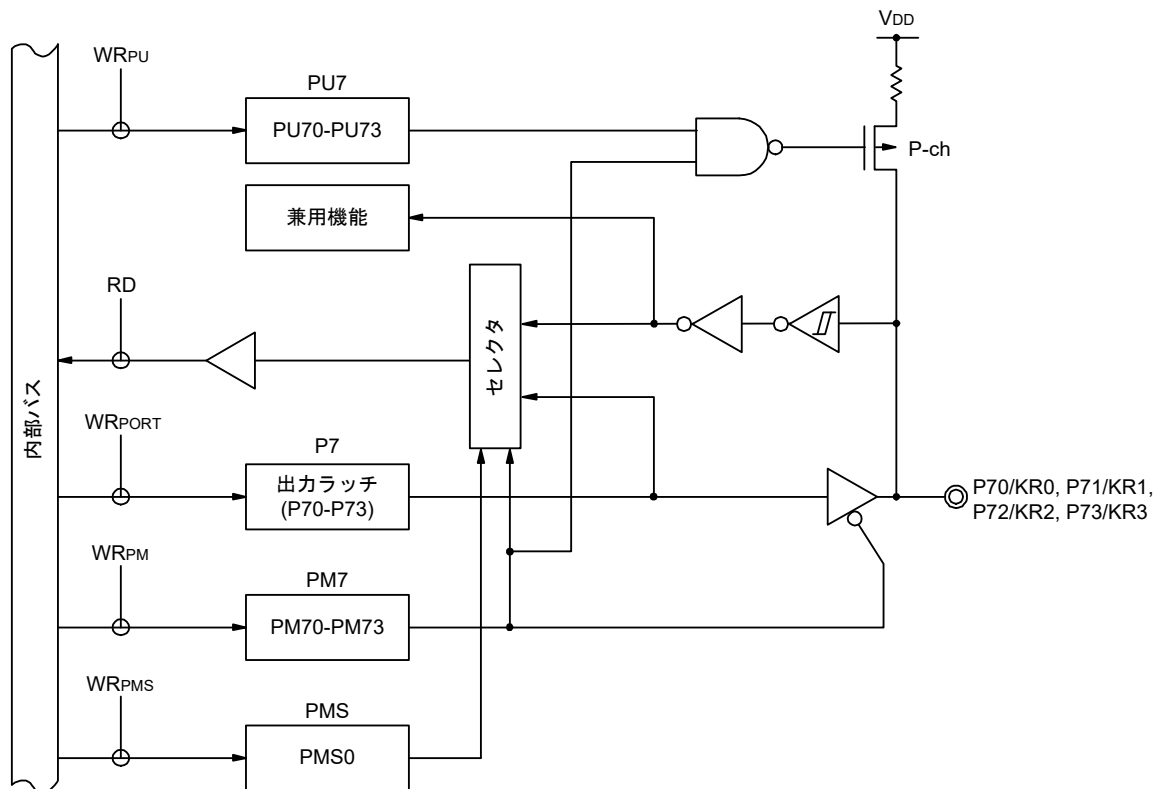 VDD
WRPU
PU7
PU70-PU73
P-ch
兼用機能
RD
セレクタ
内部バス
WRPORT
P7
出力ラッチ
(P70-P73)
P70/KR0, P71/KR1,
P72/KR2, P73/KR3
WRPM
PM7
PM70-PM73
WRPMS
PMS
PMS0